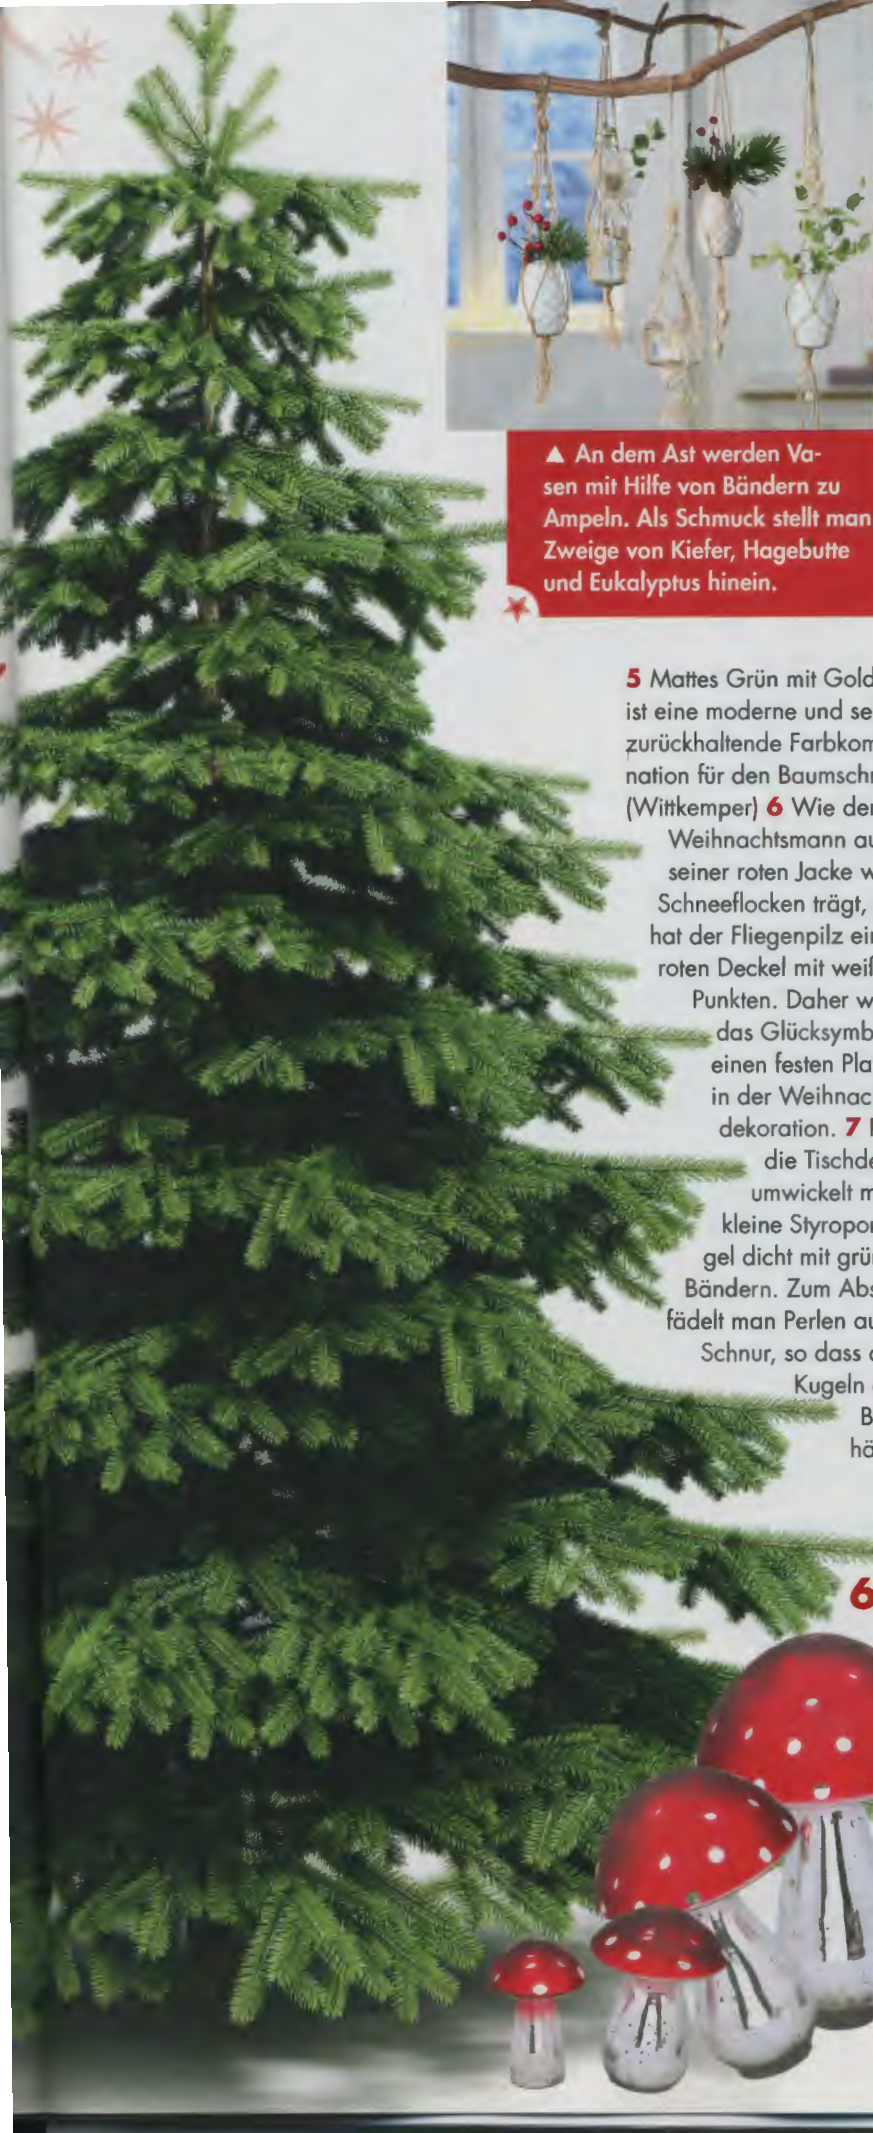 ▲ An dem Ast werden Va-
sen mit Hilfe von Bändern zu
Ampeln. Als Schmuck stellt man
Zweige von Kiefer, Hagebutte
und Eukalyptus hinein.
5 Mattes Grün mit Gold
ist eine moderne und se
zurückhaltende Farbkom
nation für den Baumschm
(Wittkemper) 6 Wie der
Weihnachtsmann au
seiner roten Jacke w
Schneeflocken trägt,
hat der Fliegenpilz ein
roten Deckel mit weiß
Punkten. Daher w
das Glücksymb
einen festen Pla
in der Weihnac
dekoration. 7
die Tischde
umwickelt m
kleine Styropor
gel dicht mit grü
Bändern. Zum Abs
fädelt man Perlen au
Schnur, so dass
Kugeln
B
hä
6